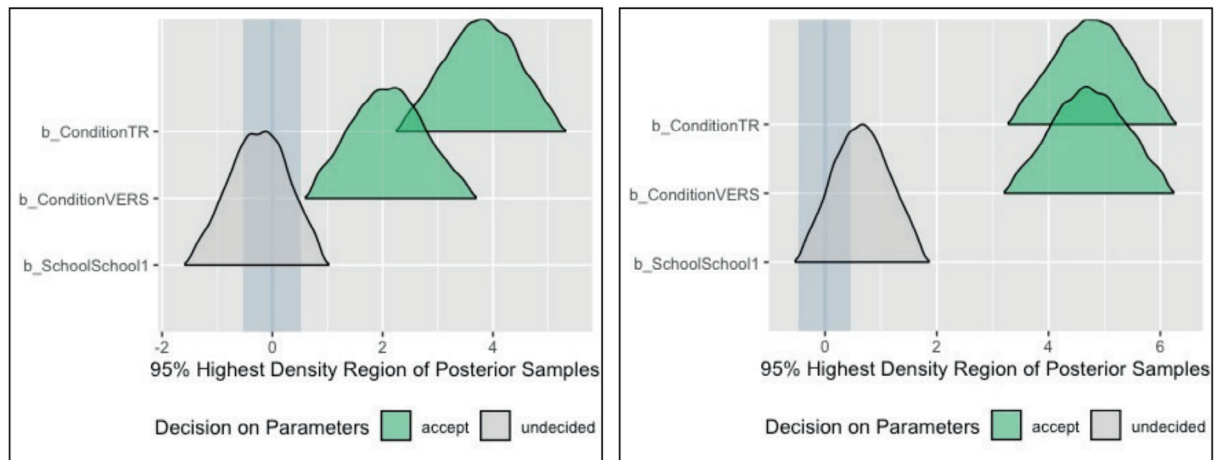 b_ConditionTR
b_ConditionVERS
b_SchoolSchool1
-2 0 2 4
95% Highest Density Region of Posterior Samples
Decision on Parameters accept undecided
b_ConditionTR
b_ConditionVERS
b_SchoolSchool1
0 2 4 6
95% Highest Density Region of Posterior Samples
Decision on Parameters accept undecided